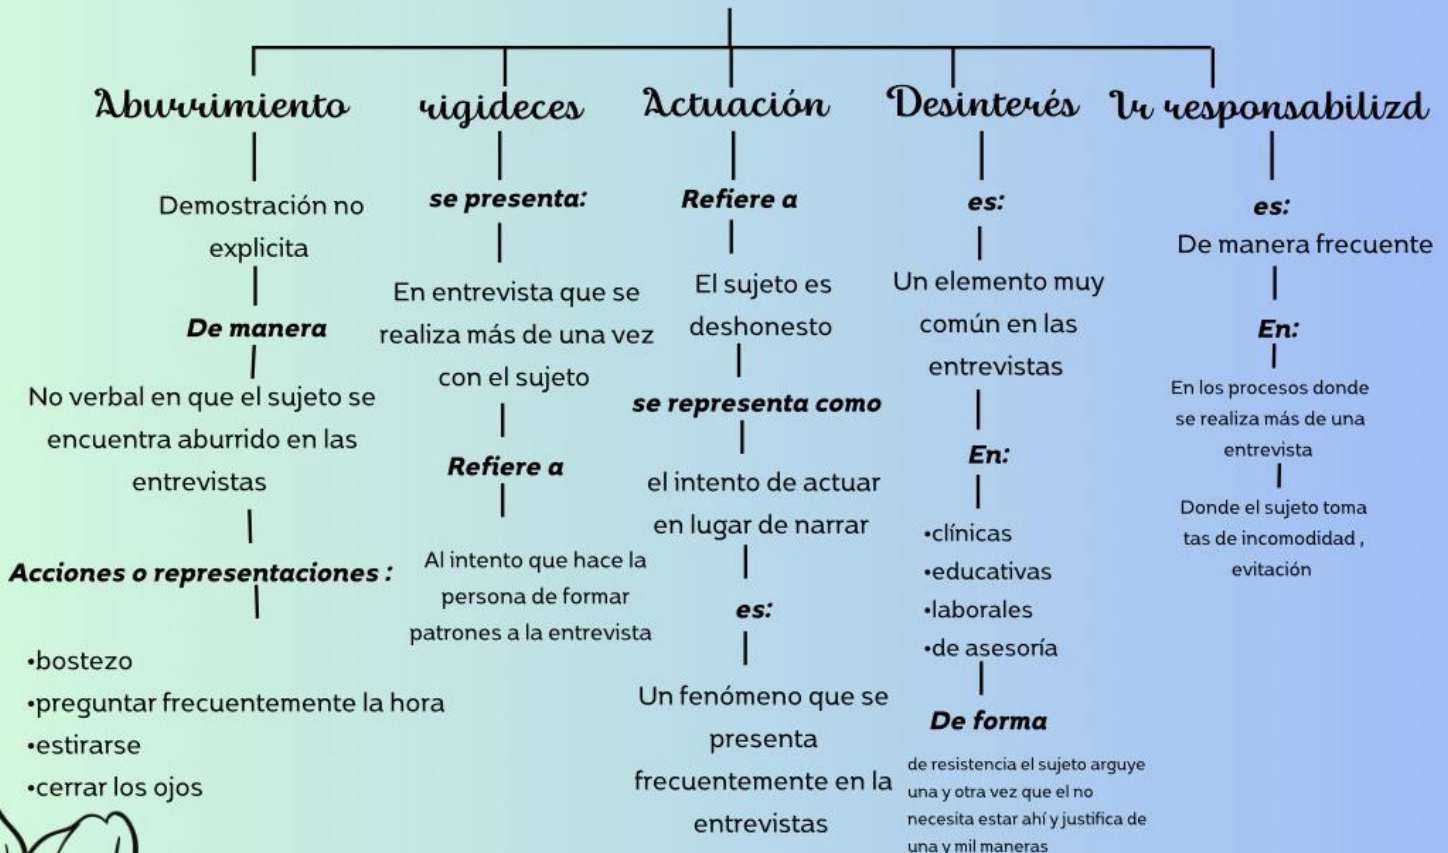 Aburrimiento
Demostración no
explicita
De manera
No verbal en que el sujeto se
encuentra aburrido en las
entrevistas
Acciones o representaciones :
•bostezo
•preguntar frecuentemente la hora
•estirarse
•cerrar los ojos
rigideces
se presenta:
En entrevista que se
realiza más de una vez
con el sujeto
Refiere a
Al intento que hace la
persona de formar
patrones a la entrevista
Actuación
Refiere a
El sujeto es
deshonesto
se representa como
el intento de actuar
en lugar de narrar
es:
Un fenómeno que se
presenta
frecuentemente en la
entrevistas
Desinterés
es:
Un elemento muy
común en las
entrevistas
En:
•clínicas
•educativas
•laborales
•de asesoría
De forma
de resistencia el sujeto arguye
una y otra vez que el no
necesita estar ahí y justifica de
una y mil maneras
Ir responsabilizd
es:
De manera frecuente
En:
En los procesos donde
se realiza más de una
entrevista
Donde el sujeto toma
tas de incomodidad ,
evitación